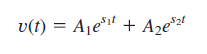 v(t) = A₁e^{s₁t} + A₂e^{s₂t}